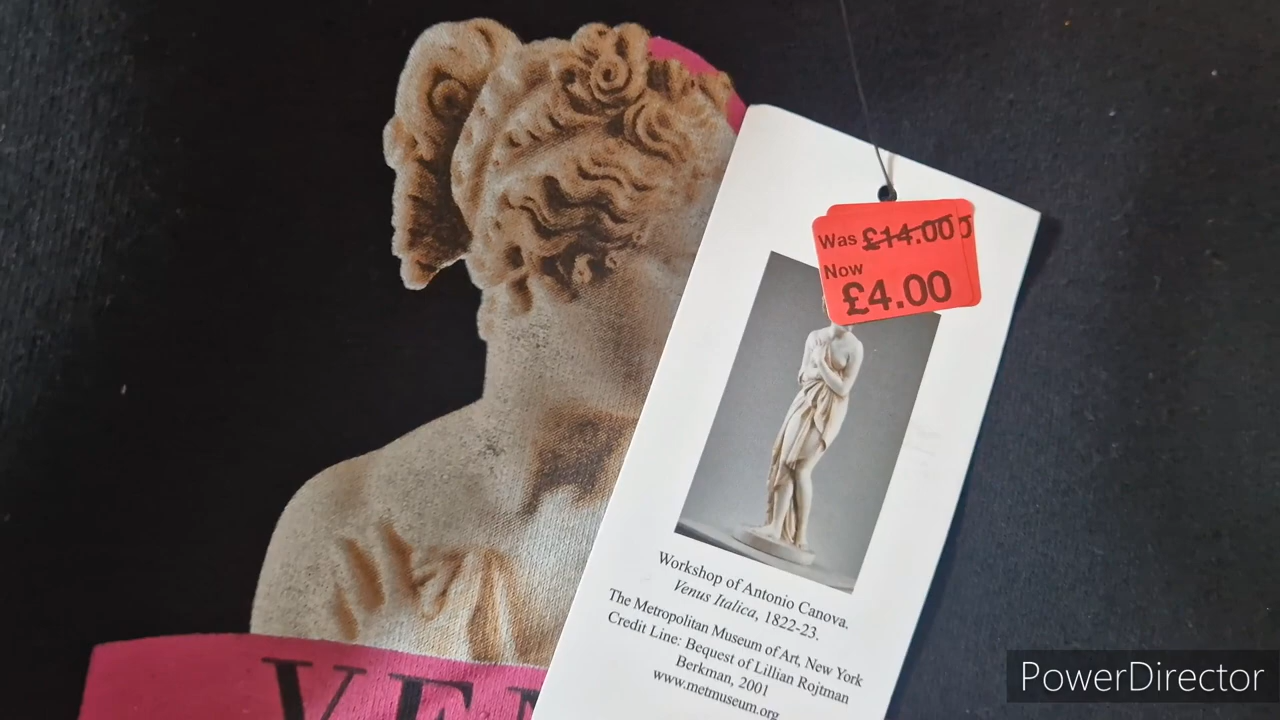 Was £14.00
Now
£4.00
Workshop of Antonio Canova.
Venus Italica, 1822-23.
The Metropolitan Museum of Art, New York
Credit Line: Bequest of Lillian Rojtman
Berkman, 2001
www.metmuseum.org
VEN
PowerDirector